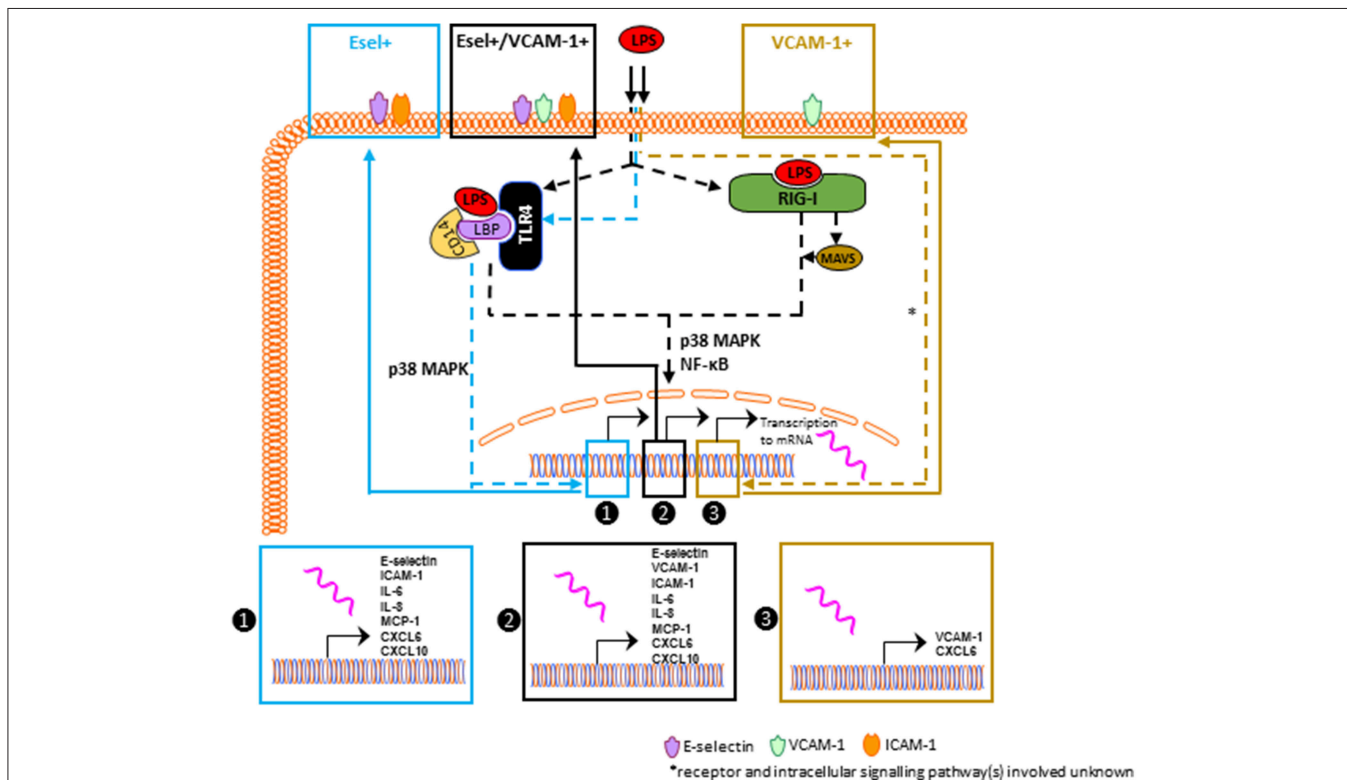 Esel+
Esel+/VCAM-1+
LPS
VCAM-1+
LPS
LBP
CD14
TLR4
LPS
RIG-I
MAVS
*
p38 MAPK
p38 MAPK
NF-κB
Transcription
to mRNA
1
2
3
1
E-selectin
ICAM-1
IL-6
IL-8
MCP-1
CXCL6
CXCL10
2
E-selectin
VCAM-1
ICAM-1
IL-6
IL-8
MCP-1
CXCL6
CXCL10
3
VCAM-1
CXCL6
E-selectin VCAM-1 ICAM-1
*receptor and intracellular signalling pathway(s) involved unknown